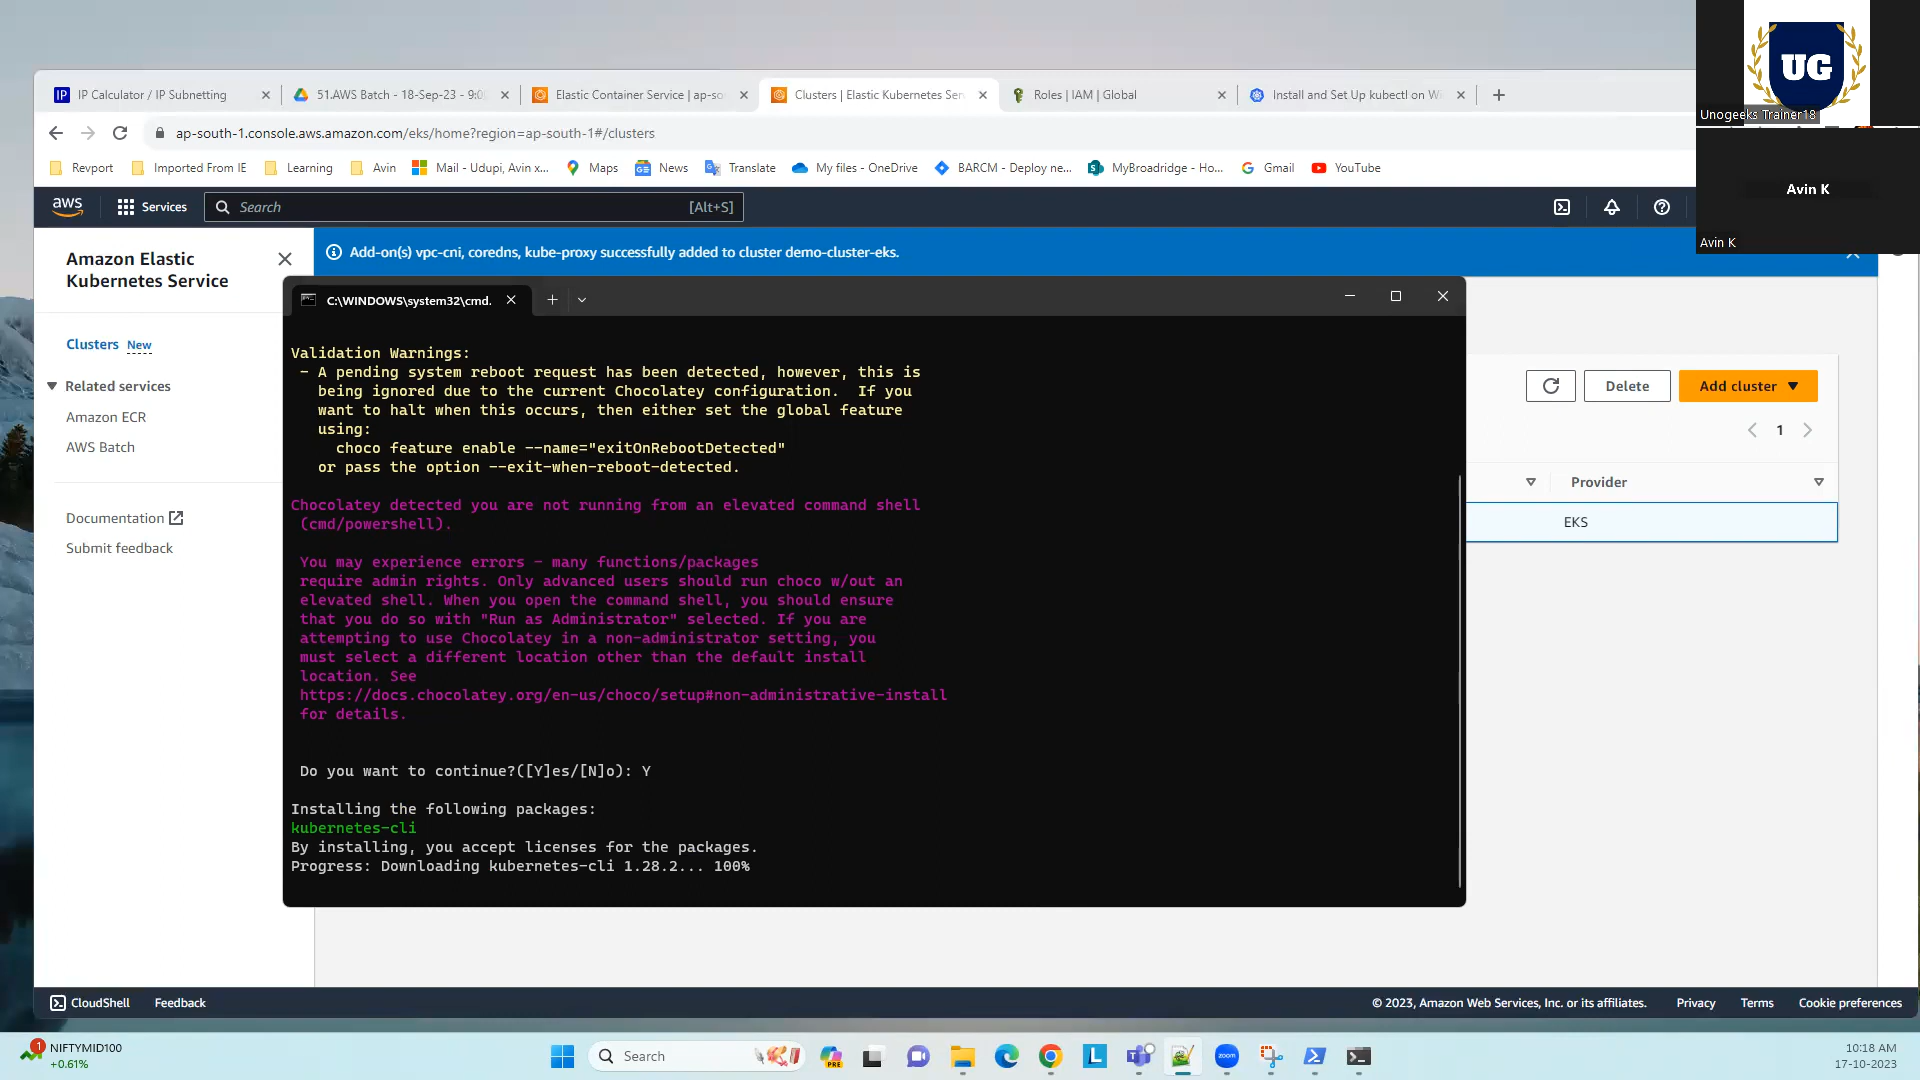 UG
Unogeeks Trainer18
Avin K
Avin K
IP Calculator / IP Subnetting
51.AWS Batch - 18-Sep-23 - 9:0
Elastic Container Service | ap-so
Clusters | Elastic Kubernetes Serv
Roles | IAM | Global
Install and Set Up kubectl on Wi
ap-south-1.console.aws.amazon.com/eks/home?region=ap-south-1#/clusters
Revport
Imported From IE
Learning
Avin
Mail - Udupi, Avin x...
Maps
News
Translate
My files - OneDrive
BARCM - Deploy ne...
MyBroadridge - Ho...
Gmail
YouTube
aws
Services
Search
[Alt+S]
Amazon Elastic
Kubernetes Service
Add-on(s) vpc-cni, coredns, kube-proxy successfully added to cluster demo-cluster-eks.
Clusters New
Related services
Amazon ECR
AWS Batch
Documentation
Submit feedback
C:\WINDOWS\system32\cmd.
Validation Warnings:
- A pending system reboot request has been detected, however, this is
being ignored due to the current Chocolatey configuration. If you
want to halt when this occurs, then either set the global feature
using:
choco feature enable --name="exitOnRebootDetected"
or pass the option --exit-when-reboot-detected.
Chocolatey detected you are not running from an elevated command shell
(cmd/powershell).
You may experience errors - many functions/packages
require admin rights. Only advanced users should run choco w/out an
elevated shell. When you open the command shell, you should ensure
that you do so with "Run as Administrator" selected. If you are
attempting to use Chocolatey in a non-administrator setting, you
must select a different location other than the default install
location. See
https://docs.chocolatey.org/en-us/choco/setup#non-administrative-install
for details.
Do you want to continue?([Y]es/[N]o): Y
Installing the following packages:
kubernetes-cli
By installing, you accept licenses for the packages.
Progress: Downloading kubernetes-cli 1.28.2... 100%
Delete
Add cluster
1
Provider
EKS
CloudShell
Feedback
© 2023, Amazon Web Services, Inc. or its affiliates.
Privacy
Terms
Cookie preferences
1
NIFTYMID100
+0.61%
Search
PRE
L
zoom
10:18 AM
17-10-2023